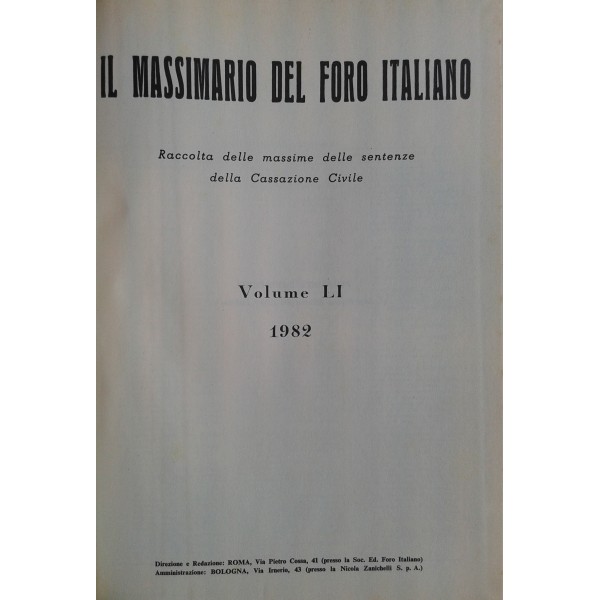 IL MASSIMARIO DEL FORO ITALIANO
Raccolta delle massime delle sentenze
della Cassazione Civile
Volume LI
1982
Direzione e Redazione: ROMA, Via Pietro Cossa, 41 (presso la Soc. Ed. Foro Italiano)
Amministrazione: BOLOGNA, Via Irnerio, 43 (presso la Nicola Zanichelli S. p. A.)